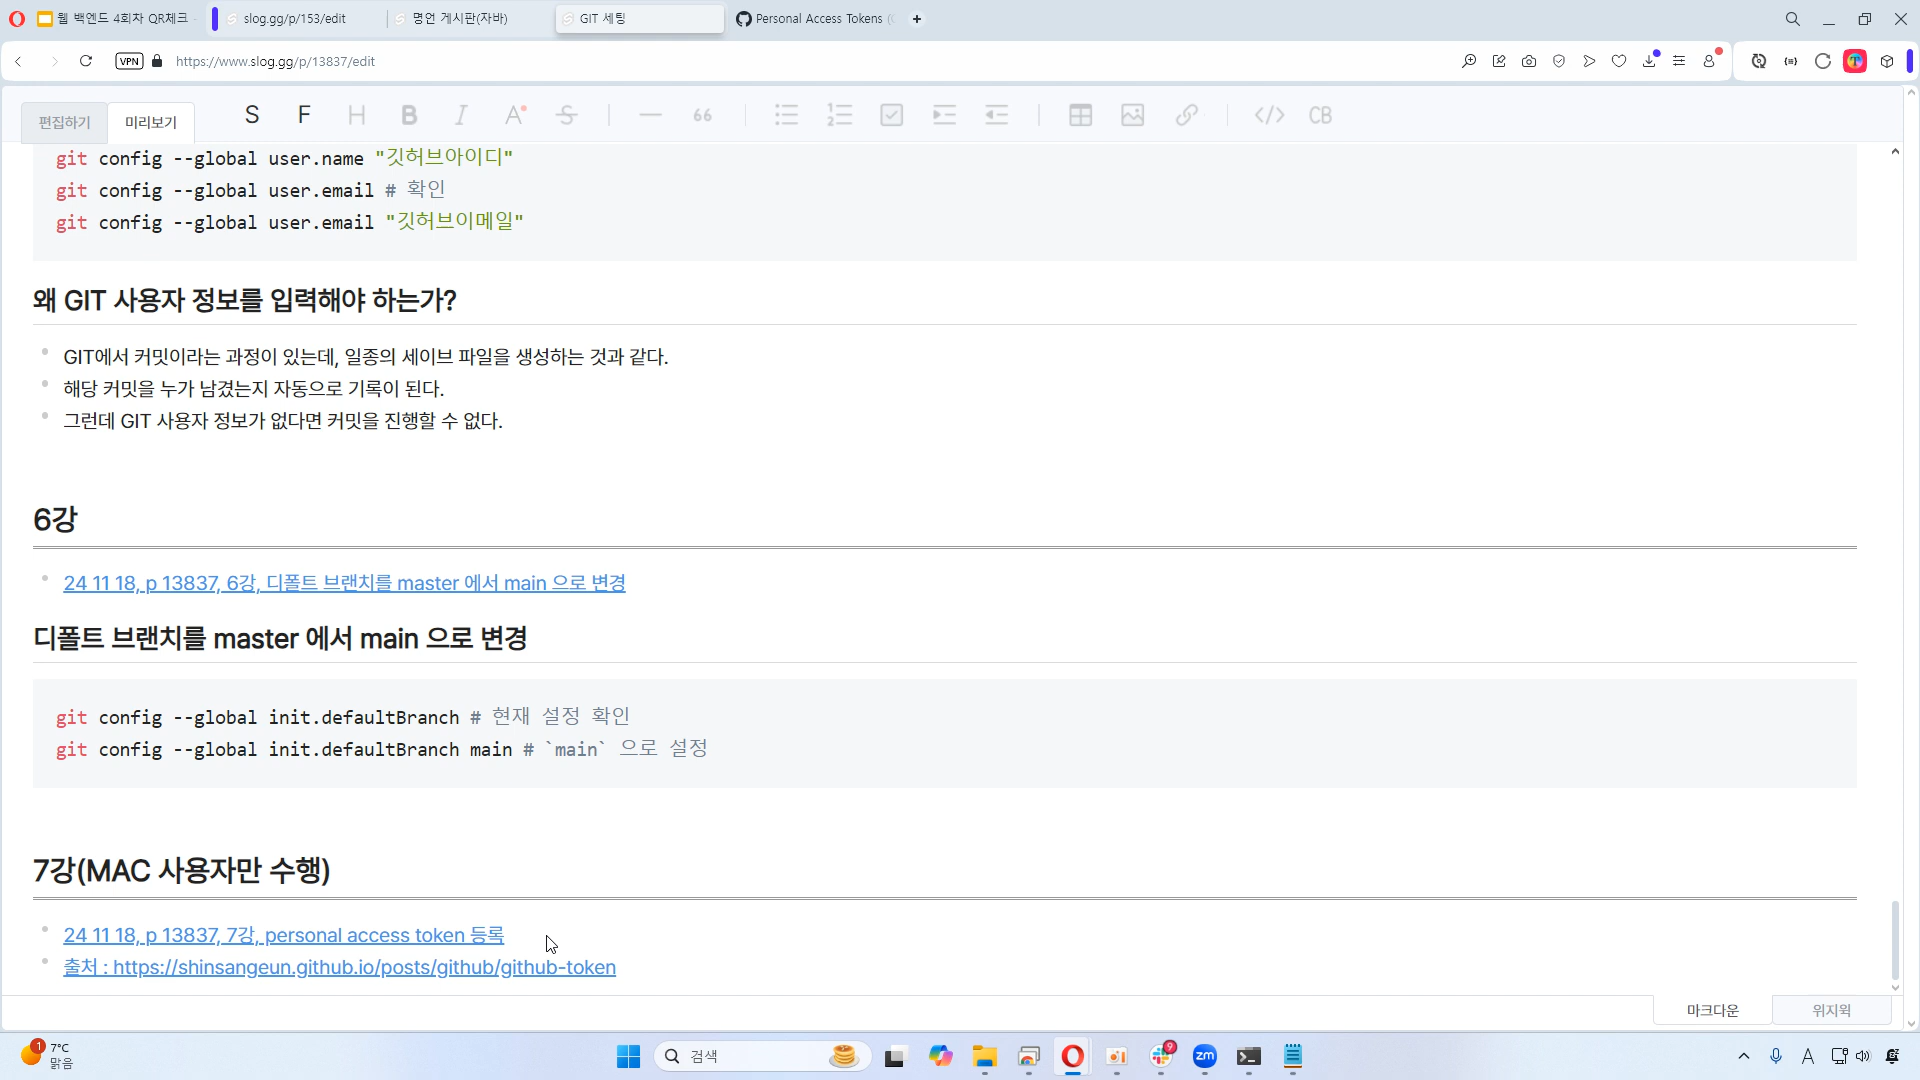 웹 백엔드 4회차 QR체크
slog.gg/p/153/edit
명언 게시판(자바)
GIT 세팅
Personal Access Tokens (
VPN
https://www.slog.gg/p/13837/edit
편집하기
미리보기
S F H B I A S
CB
git config --global user.name "깃허브아이디"
git config --global user.email # 확인
git config --global user.email "깃허브이메일"
왜 GIT 사용자 정보를 입력해야 하는가?
GIT에서 커밋이라는 과정이 있는데, 일종의 세이브 파일을 생성하는 것과 같다.
해당 커밋을 누가 남겼는지 자동으로 기록이 된다.
그런데 GIT 사용자 정보가 없다면 커밋을 진행할 수 없다.
6강
24 11 18, p 13837, 6강, 디폴트 브랜치를 master 에서 main 으로 변경
디폴트 브랜치를 master 에서 main 으로 변경
git config --global init.defaultBranch # 현재 설정 확인
git config --global init.defaultBranch main # `main` 으로 설정
7강(MAC 사용자만 수행)
24 11 18, p 13837, 7강, personal access token 등록
출처 : https://shinsangeun.github.io/posts/github/github-token
마크다운
위지윅
1
7°C
맑음
검색
9
zm
A